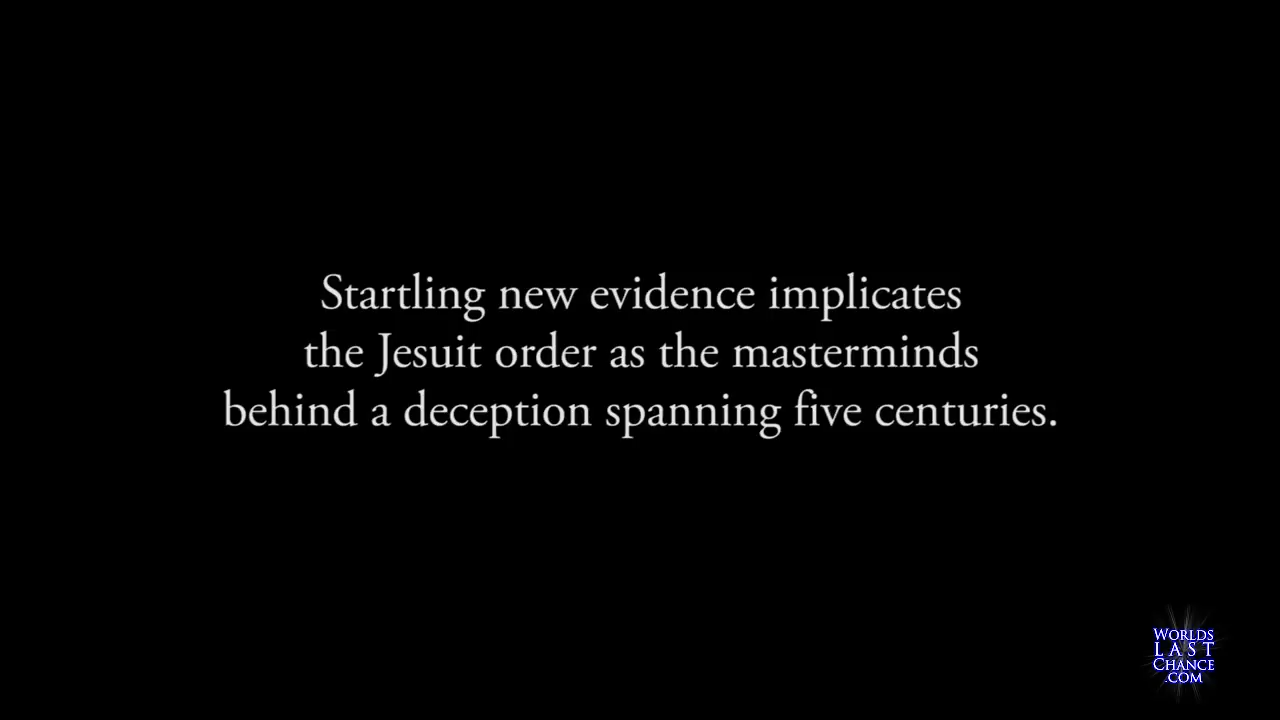 Startling new evidence implicates
the Jesuit order as the masterminds
behind a deception spanning five centuries.
WORLDS
LAST
CHANCE
.COM